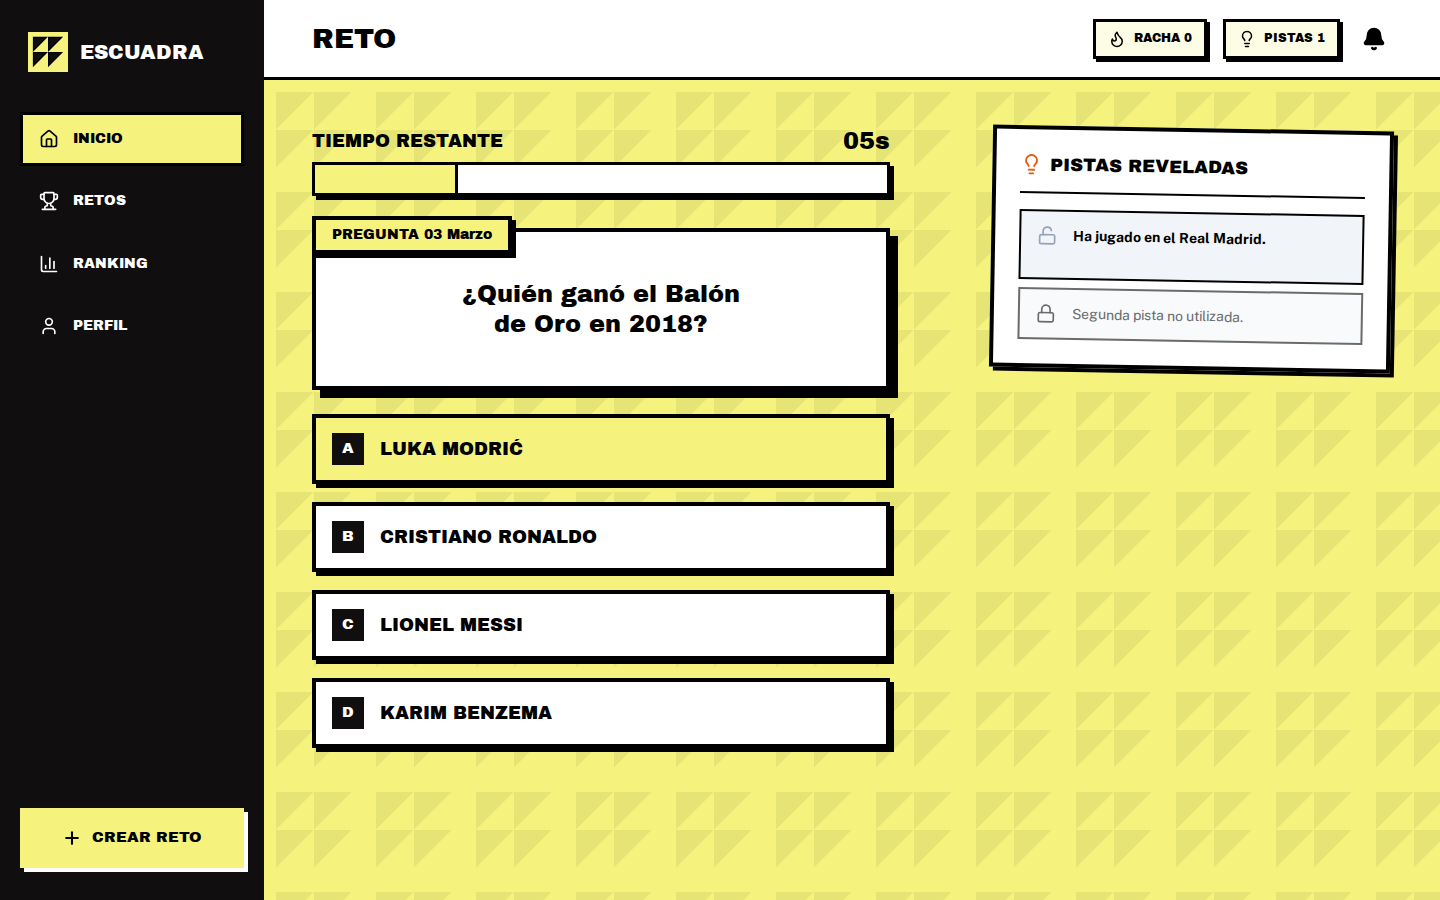 ESCUADRA
INICIO
RETOS
RANKING
PERFIL
CREAR RETO
RETO
RACHA 0
PISTAS 1
TIEMPO RESTANTE
05s
PREGUNTA 03 Marzo
¿Quién ganó el Balón
de Oro en 2018?
A LUKA MODRIĆ
B CRISTIANO RONALDO
C LIONEL MESSI
D KARIM BENZEMA
PISTAS REVELADAS
Ha jugado en el Real Madrid.
Segunda pista no utilizada.